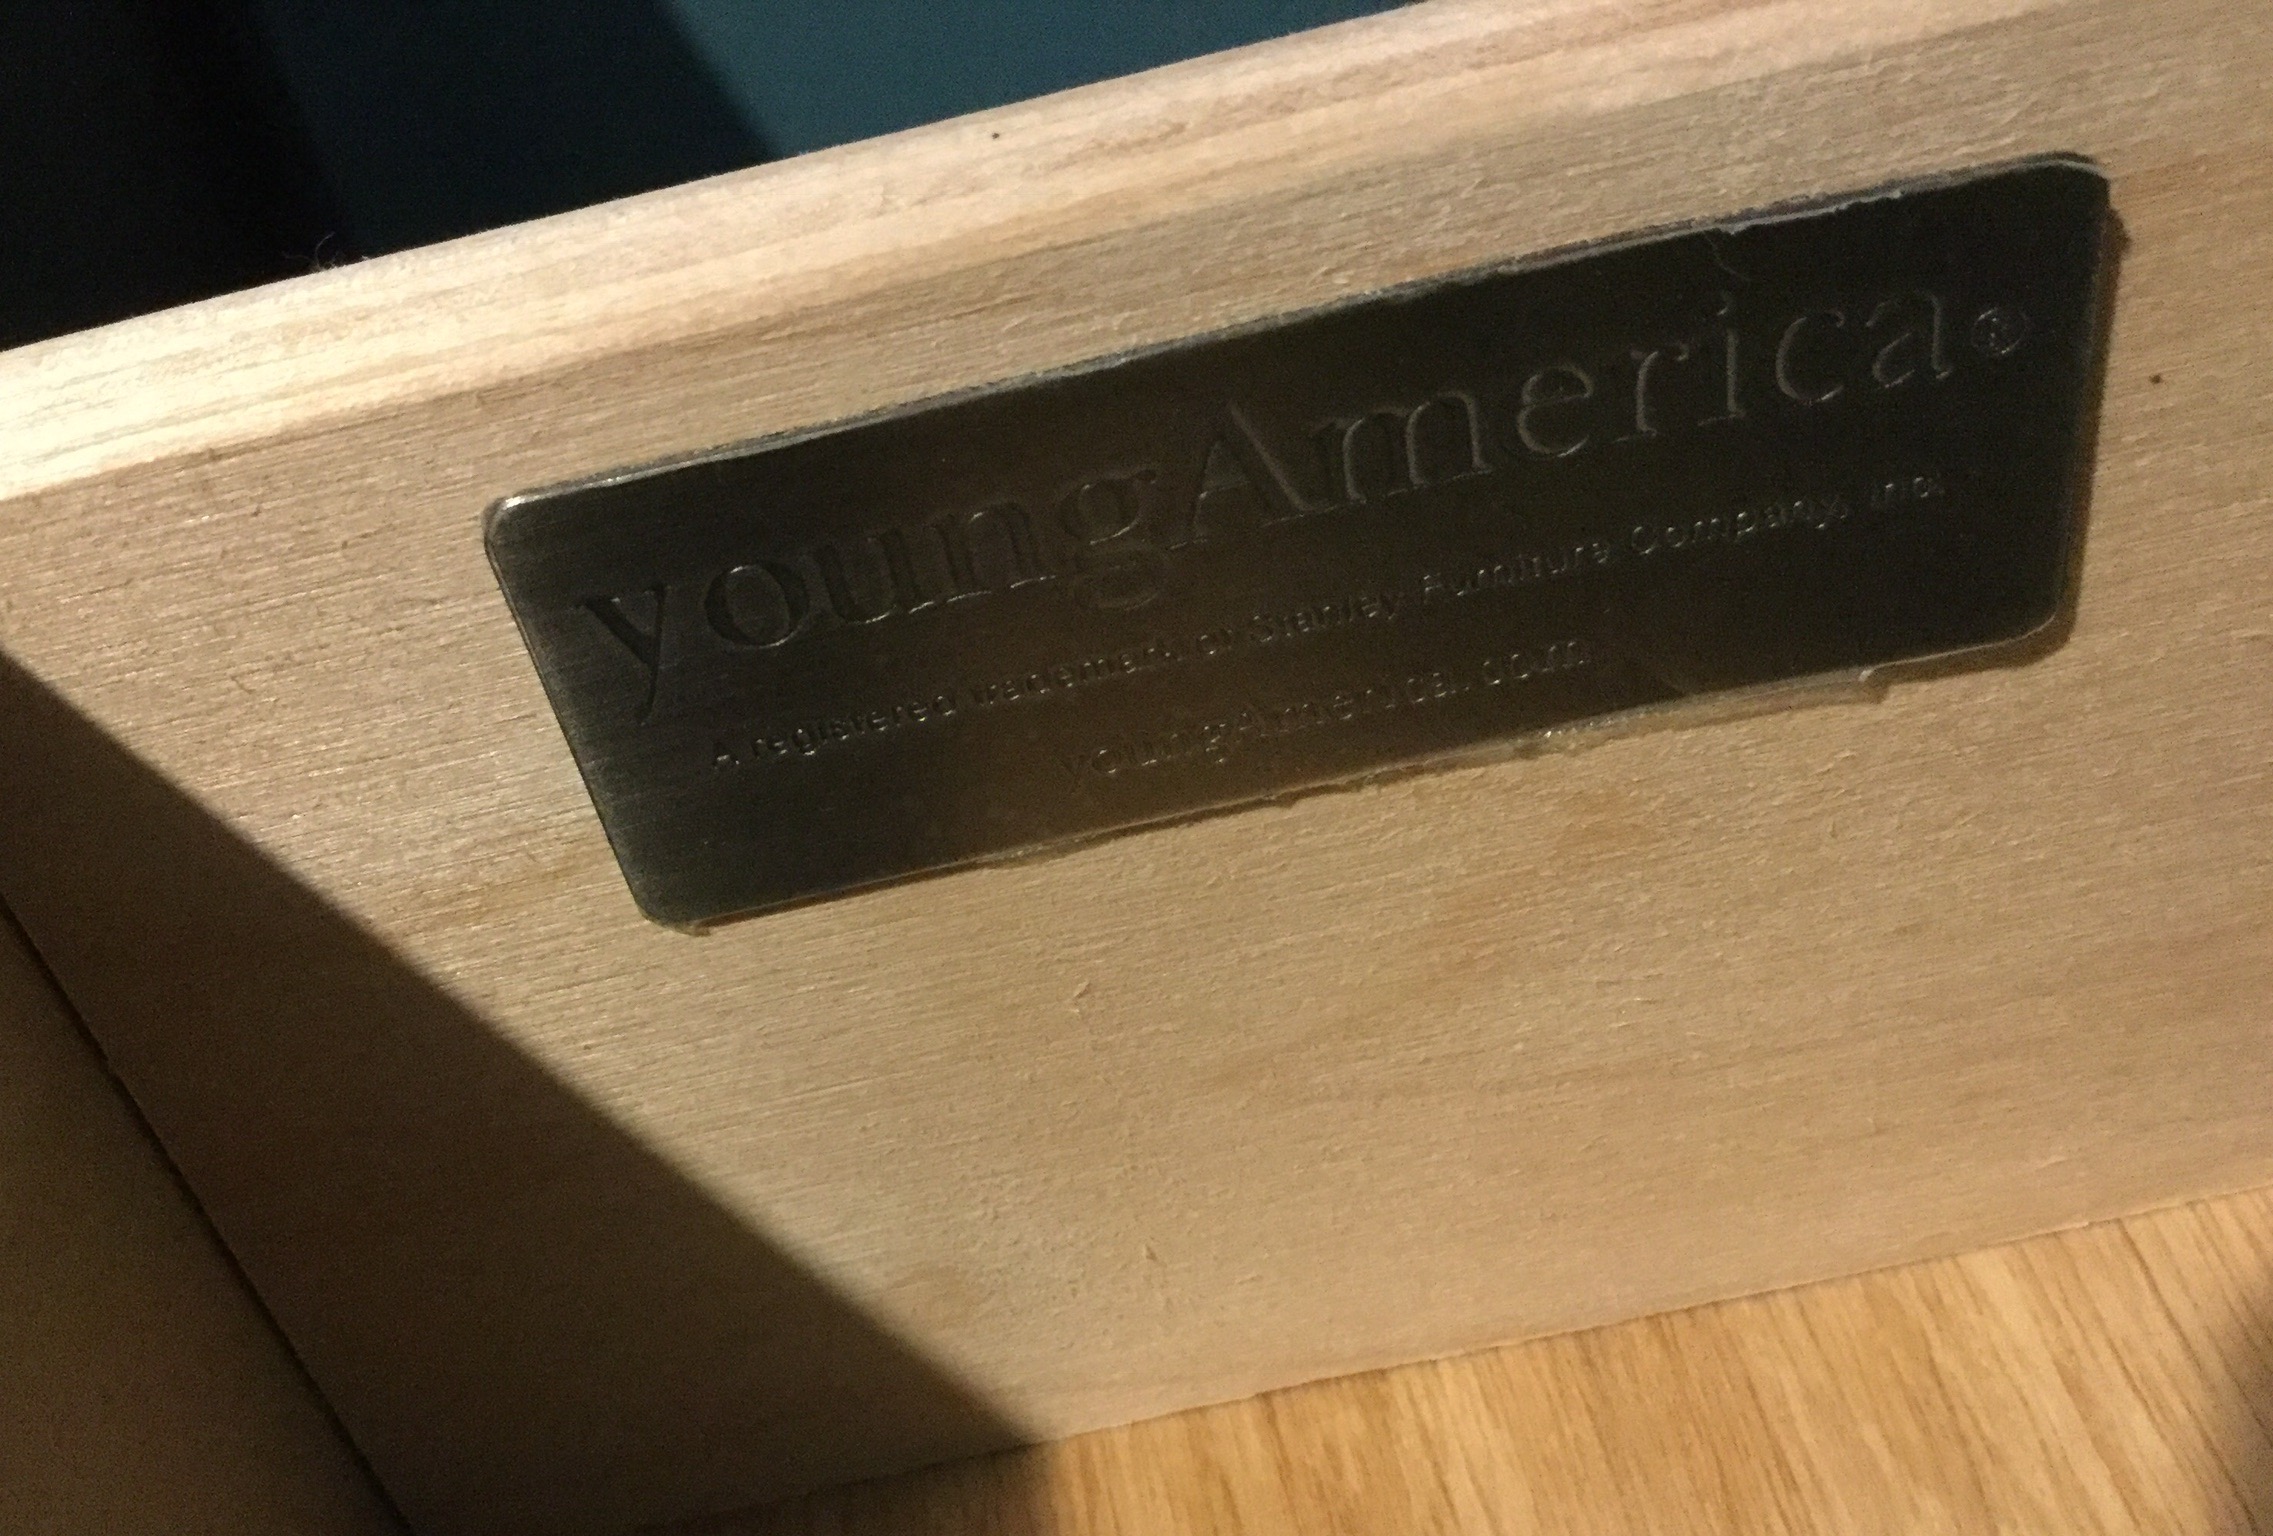 youngAmerica®
A registered trademark of Stanley Furniture Company, Inc.
youngAmerica.com